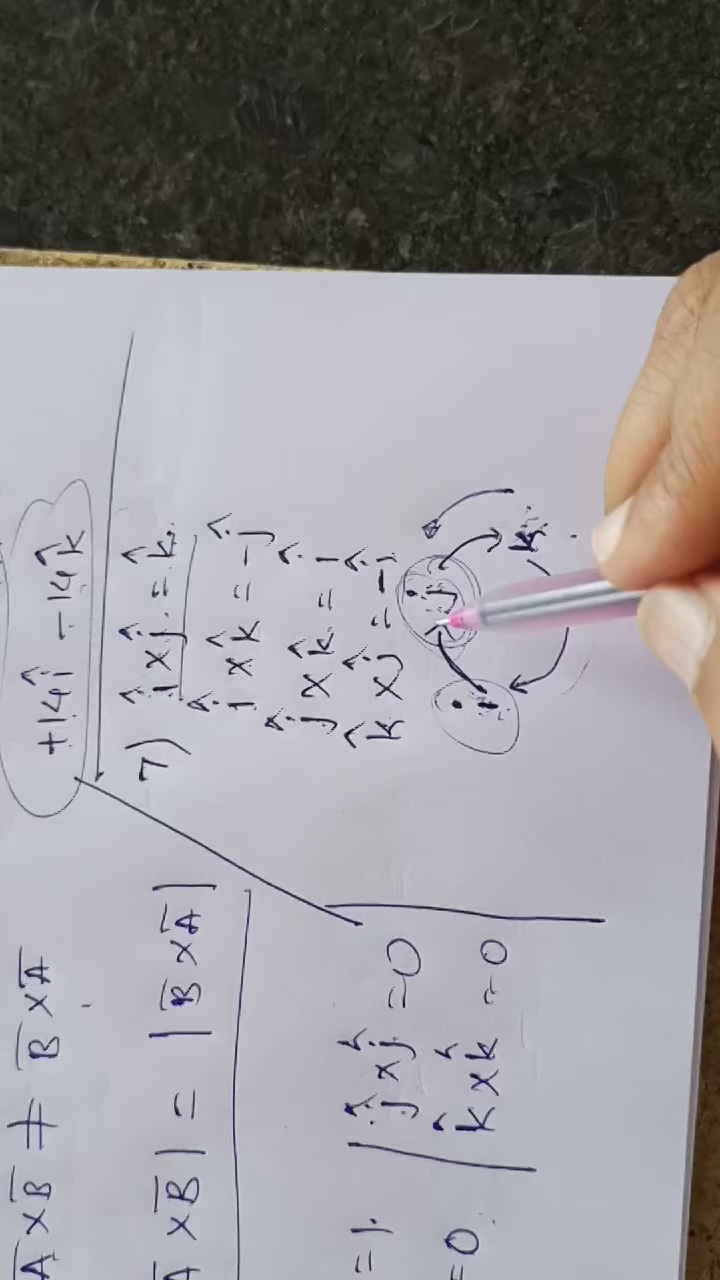 +14î - 14k̂
7) î × ĵ = k̂
î × k̂ = -ĵ
ĵ × k̂ = î
k̂ × ĵ = -î
j
k
i
B̅ × A̅
A̅ × B̅ ≠ B̅ × A̅
A̅ × B̅| = |B̅ × A̅|
= 1.
ĵ × ĵ = 0
= 0.
k̂ × k̂ = 0